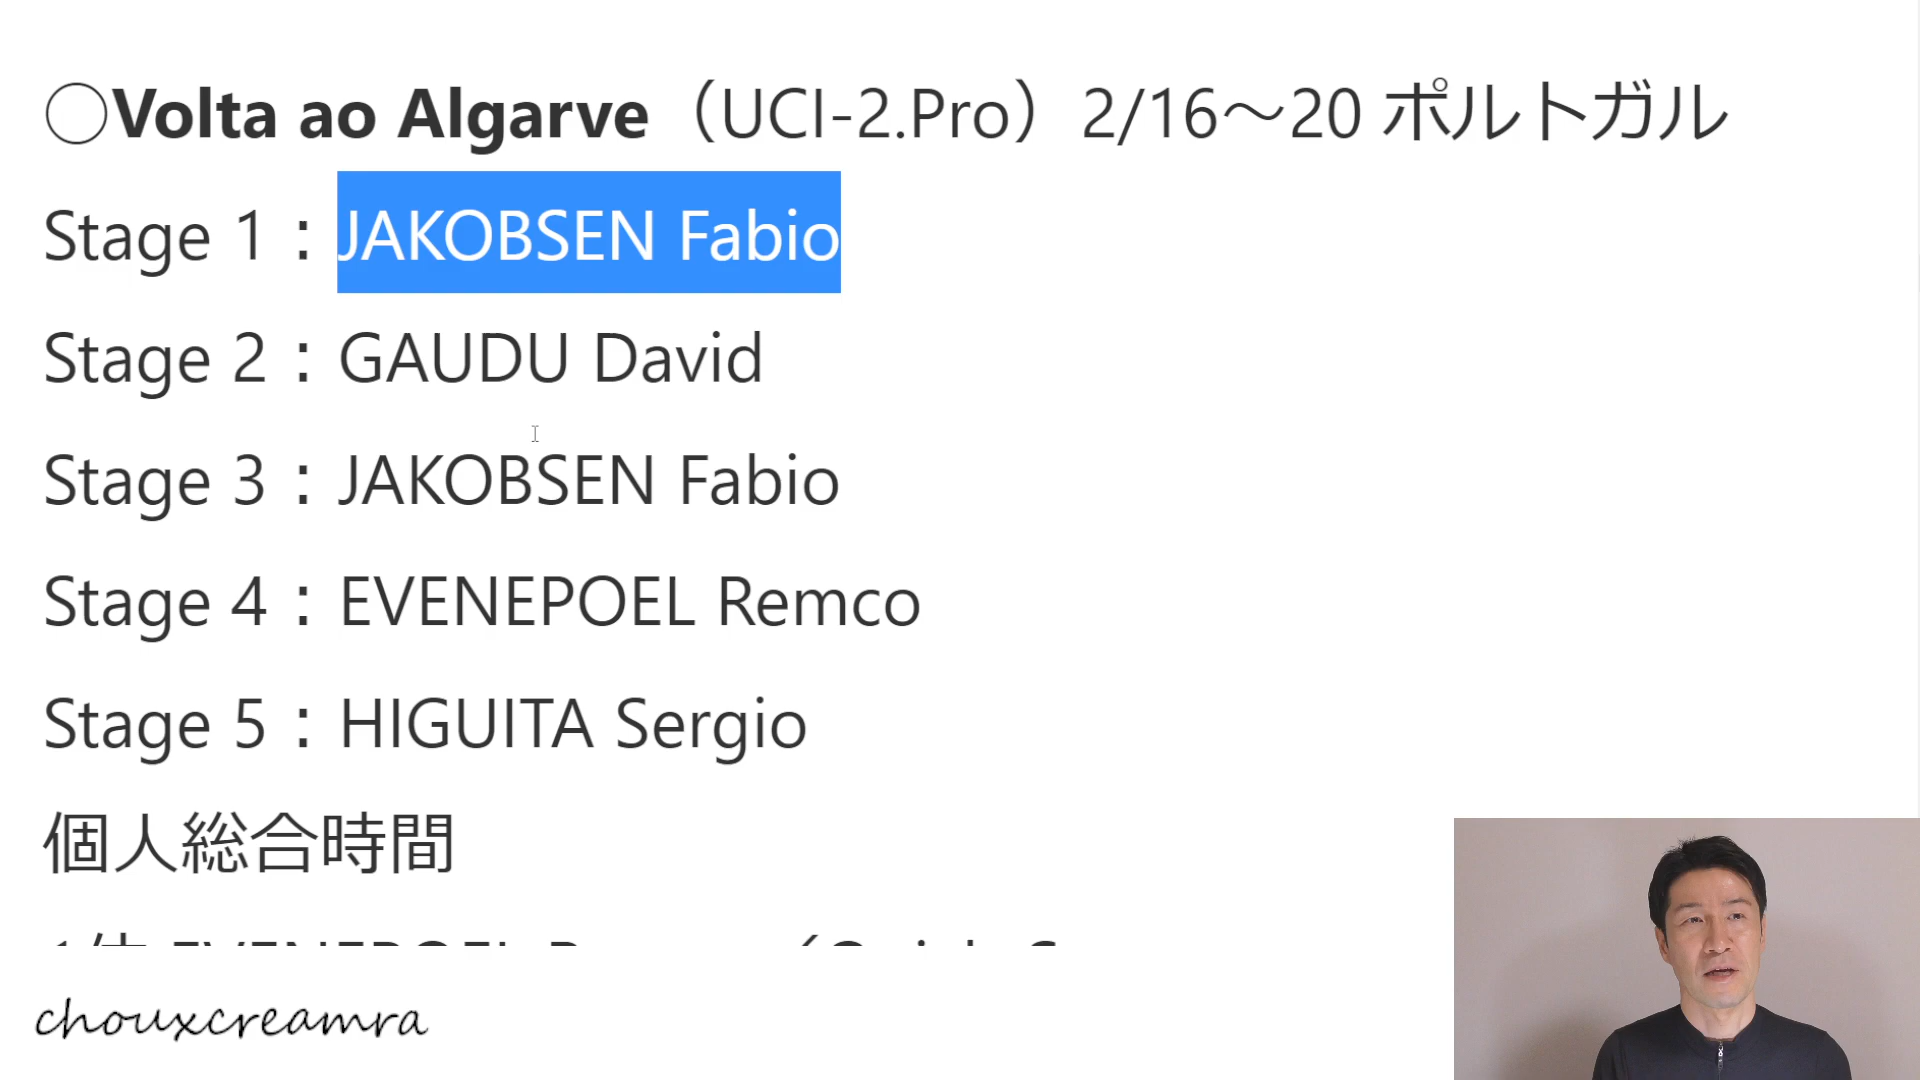 ○Volta ao Algarve（UCI-2.Pro）2/16～20 ポルトガル
Stage 1：JAKOBSEN Fabio
Stage 2：GAUDU David
Stage 3：JAKOBSEN Fabio
Stage 4：EVENEPOEL Remco
Stage 5：HIGUITA Sergio
個人総合時間
chouxcreamra